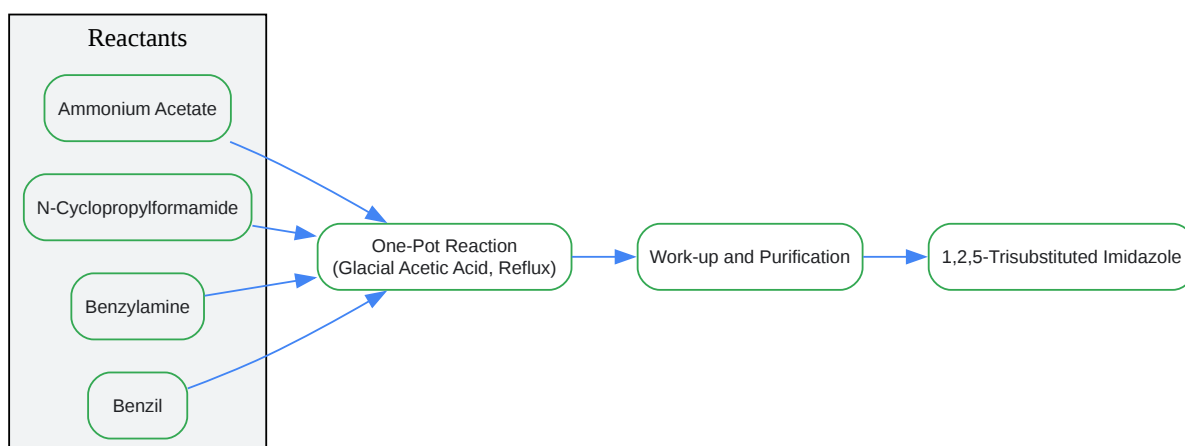 Reactants
Ammonium Acetate
N-Cyclopropylformamide
Benzylamine
Benzil
One-Pot Reaction
(Glacial Acetic Acid, Reflux)
Work-up and Purification
1,2,5-Trisubstituted Imidazole